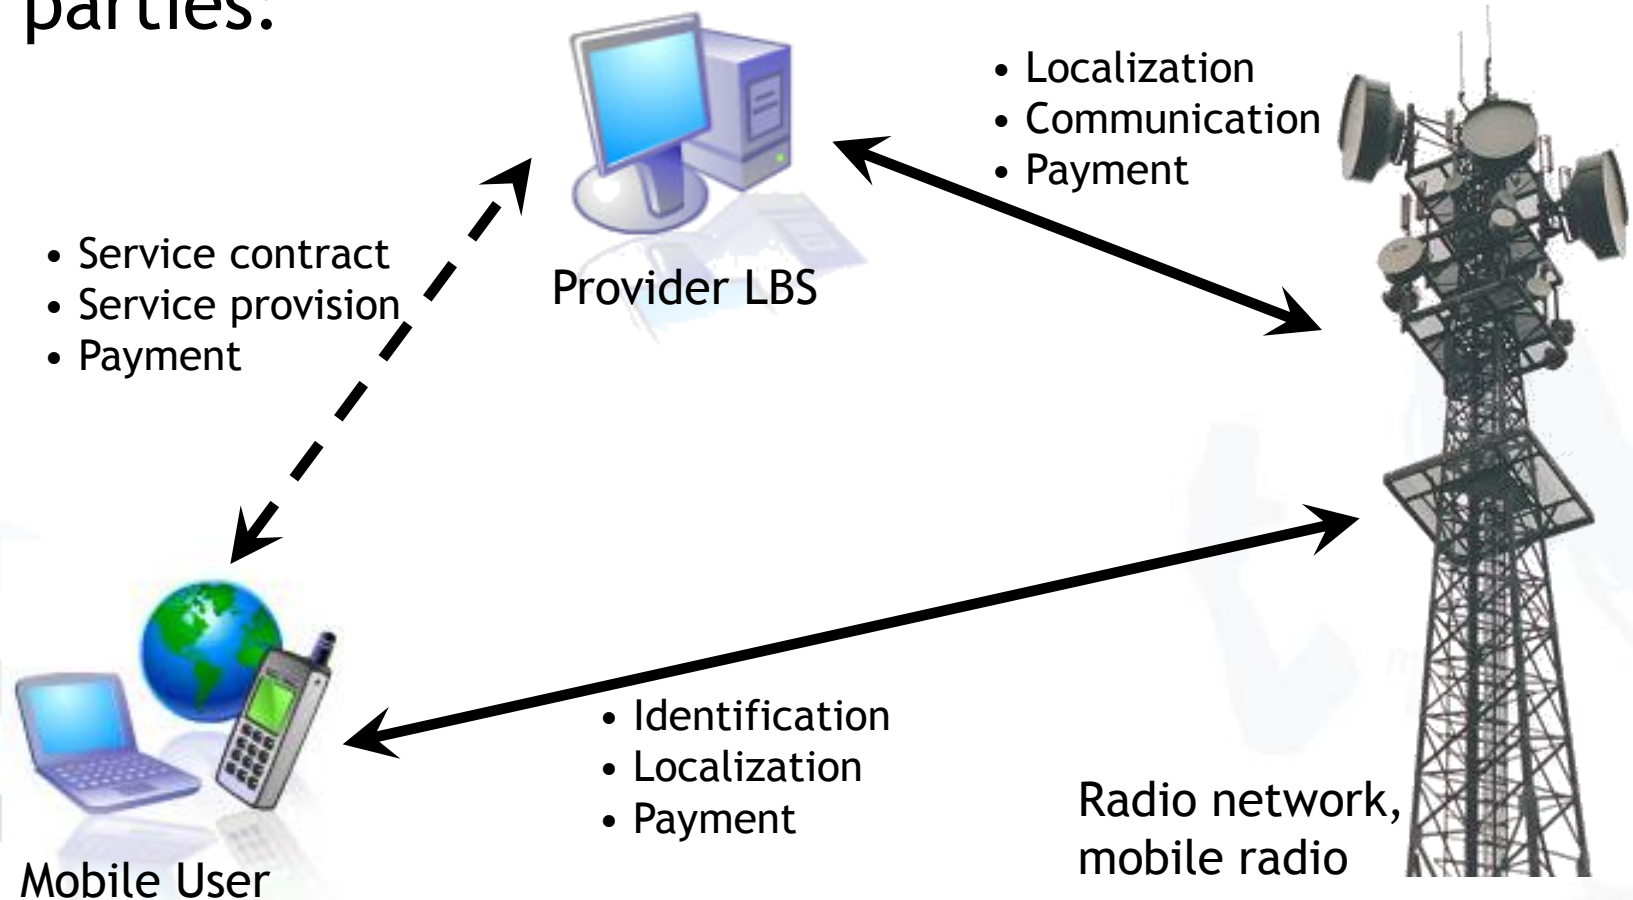 parties:
• Localization
• Communication
• Payment
• Service contract
• Service provision
• Payment
Provider LBS
• Identification
• Localization
• Payment
Radio network,
mobile radio
Mobile User